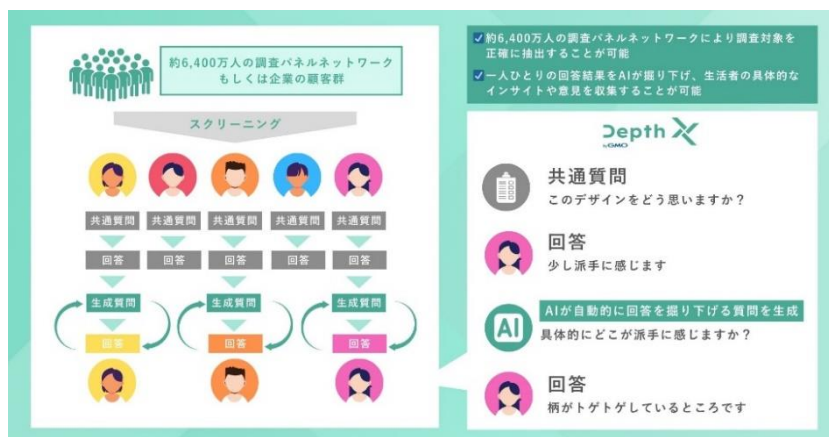 約6,400万人の調査パネルネットワーク
もしくは企業の顧客群
スクリーニング
共通質問 共通質問 共通質問 共通質問 共通質問
回答 回答 回答 回答 回答
生成質問 生成質問 生成質問
回答 回答 回答
約6,400万人の調査パネルネットワークにより調査対象を
正確に抽出することが可能
一人ひとりの回答結果をAIが掘り下げ、生活者の具体的な
インサイトや意見を収集することが可能
Depth X
byGMO
共通質問
このデザインをどう思いますか？
回答
少し派手に感じます
AI
AIが自動的に回答を掘り下げる質問を生成
具体的にどこが派手に感じますか？
回答
柄がトゲトゲしているところです